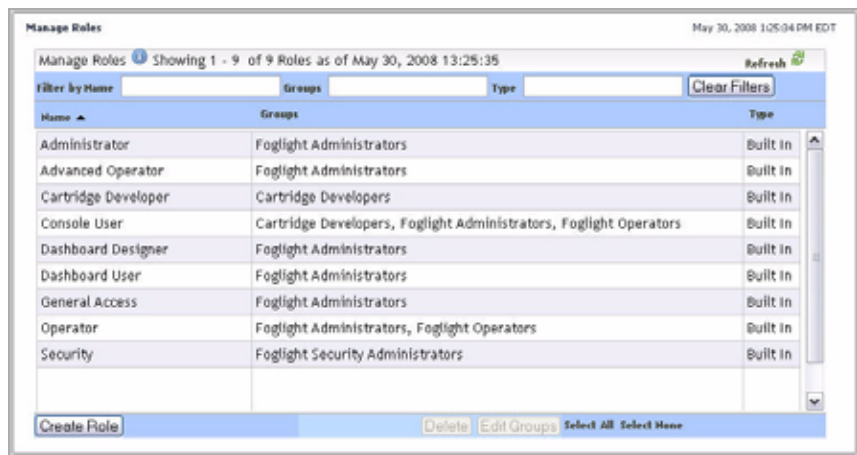 Manage Roles May 30, 2008 1:25:34 PM EDT
Manage Roles Showing 1 - 9 of 9 Roles as of May 30, 2008 13:25:35 Refresh
Filter by Name Groups Type Clear Filters
Name Groups Type
Administrator Foglight Administrators Built In
Advanced Operator Foglight Administrators Built In
Cartridge Developer Cartridge Developers Built In
Console User Cartridge Developers, Foglight Administrators, Foglight Operators Built In
Dashboard Designer Foglight Administrators Built In
Dashboard User Foglight Administrators Built In
General Access Foglight Administrators Built In
Operator Foglight Administrators, Foglight Operators Built In
Security Foglight Security Administrators Built In
Create Role Delete Edit Groups Select All Select None